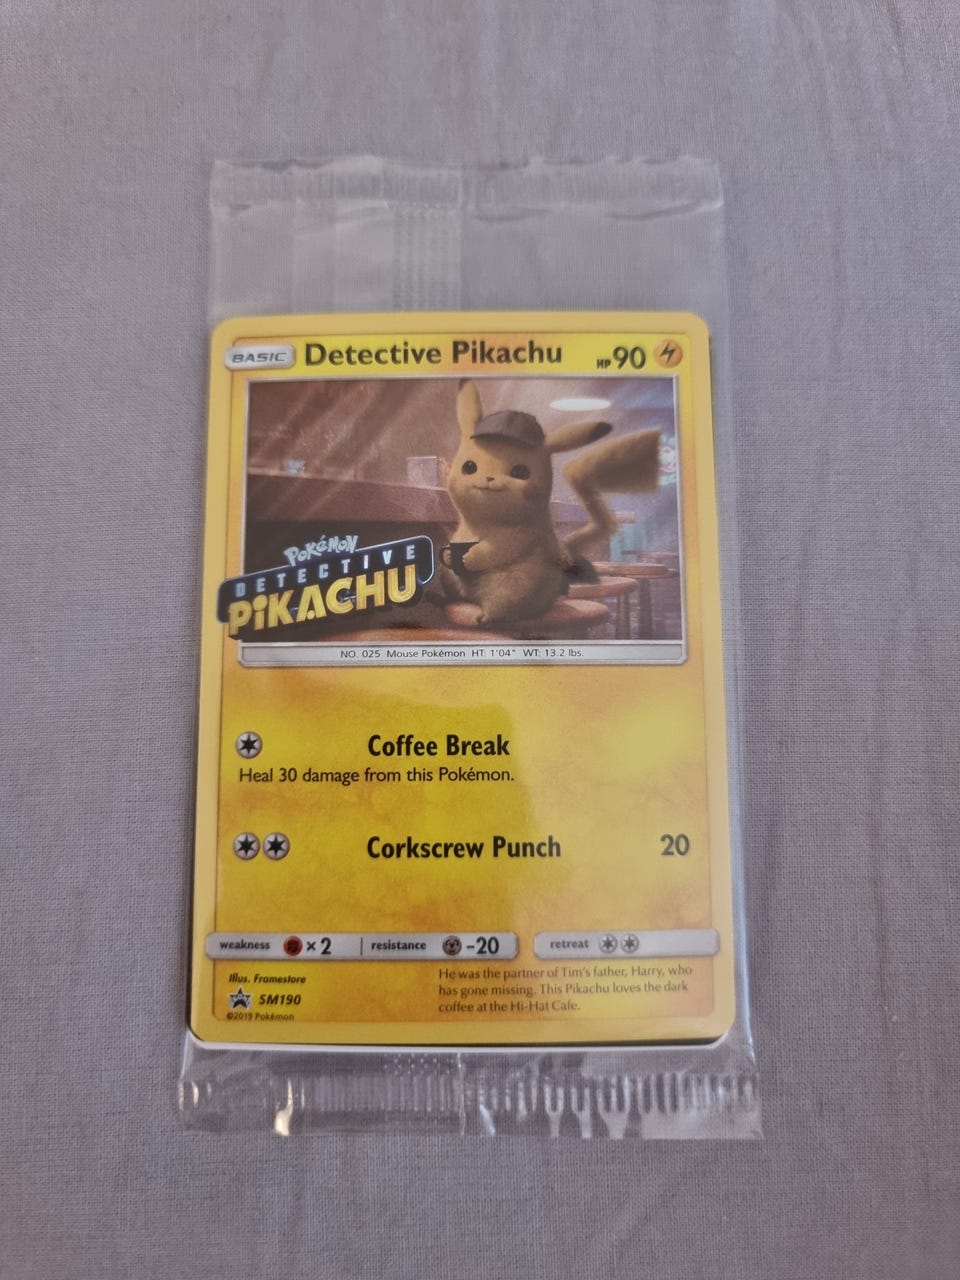 BASIC Detective Pikachu HP 90
POKéMON
DETECTIVE
PiKACHU
NO. 025 Mouse Pokémon HT: 1'04" WT: 13.2 lbs.
Coffee Break
Heal 30 damage from this Pokémon.
Corkscrew Punch 20
weakness × 2 resistance -20 retreat
Illus. Framestore
SM190
©2019 Pokémon
He was the partner of Tim's father, Harry, who
has gone missing. This Pikachu loves the dark
coffee at the Hi-Hat Cafe.